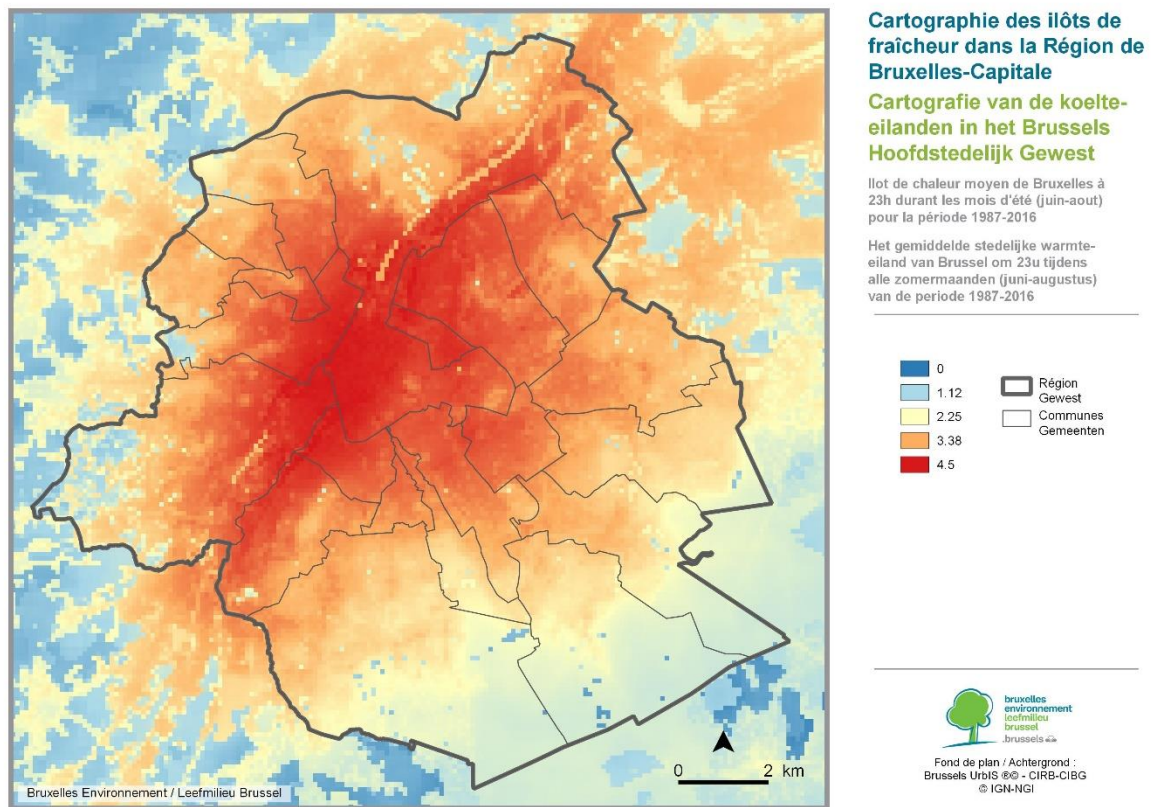 Cartographie des ilôts de
fraîcheur dans la Région de
Bruxelles-Capitale
Cartografie van de koelte-
eilanden in het Brussels
Hoofdstedelijk Gewest
Ilot de chaleur moyen de Bruxelles à
23h durant les mois d'été (juin-aout)
pour la période 1987-2016
Het gemiddelde stedelijke warmte-
eiland van Brussel om 23u tijdens
alle zomermaanden (juni-augustus)
van de periode 1987-2016
0
1.12
2.25
3.38
4.5
Région
Gewest
Communes
Gemeenten
0 2 km
Bruxelles Environnement / Leefmilieu Brussel
bruxelles
environnement
leefmilieu
brussel
.brussels
Fond de plan / Achtergrond :
Brussels UrbIS ®© - CIRB-CIBG
© IGN-NGI